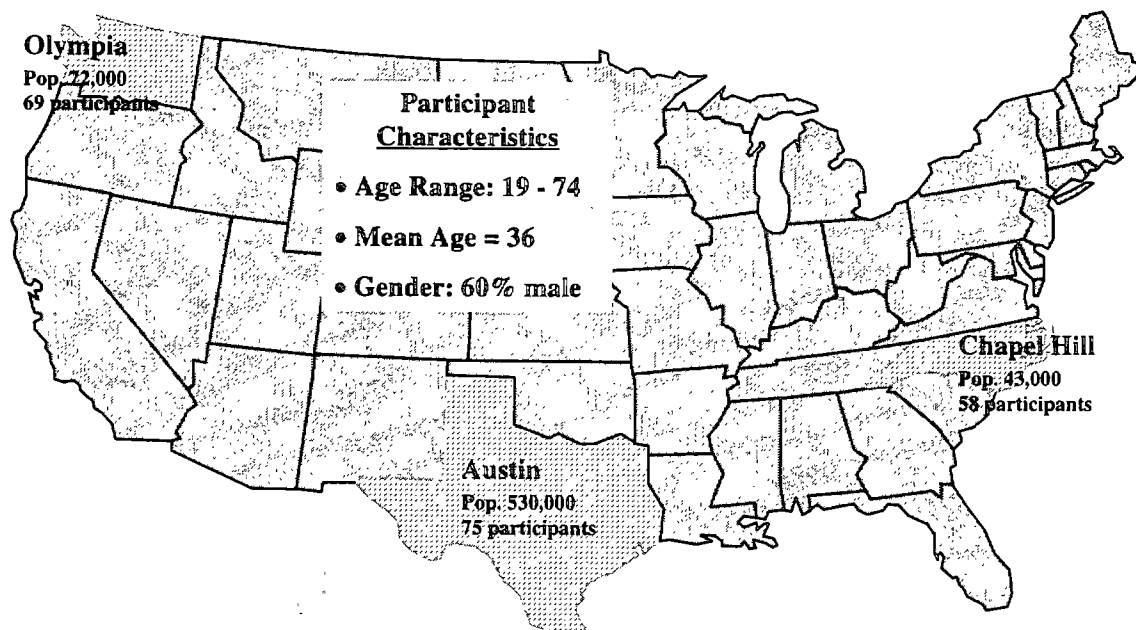 Olympia
Pop. 72,000
69 participants
Participant
Characteristics
• Age Range: 19 - 74
• Mean Age = 36
• Gender: 60% male
Chapel Hill
Pop. 43,000
58 participants
Austin
Pop. 530,000
75 participants